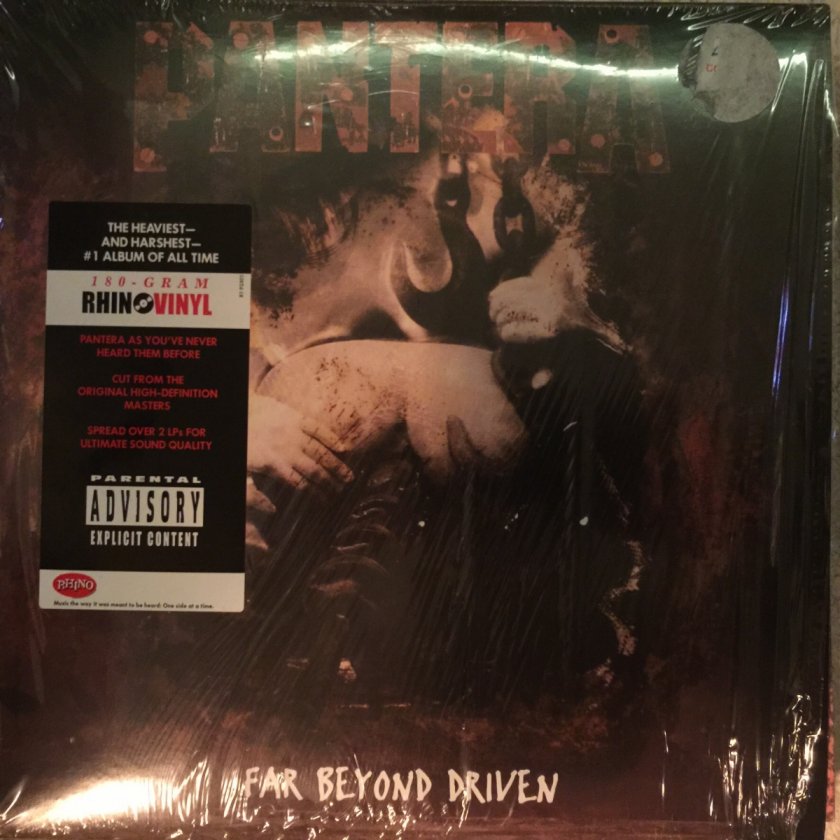 PANTERA
THE HEAVIEST—
AND HARSHEST—
#1 ALBUM OF ALL TIME
180-GRAM
RHINO VINYL
PANTERA AS YOU'VE NEVER
HEARD THEM BEFORE
CUT FROM THE
ORIGINAL HIGH-DEFINITION
MASTERS
SPREAD OVER 2 LPs FOR
ULTIMATE SOUND QUALITY
PARENTAL
ADVISORY
EXPLICIT CONTENT
RHINO
Music the way it was meant to be heard: One side at a time.
FAR BEYOND DRIVEN